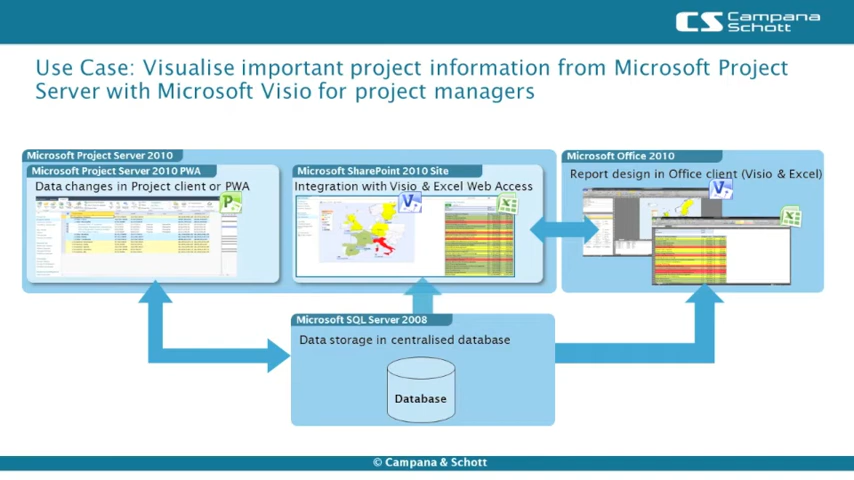 CS Campana
Schott
Use Case: Visualise important project information from Microsoft Project
Server with Microsoft Visio for project managers
Microsoft Project Server 2010
Microsoft Project Server 2010 PWA
Data changes in Project client or PWA
Microsoft SharePoint 2010 Site
Integration with Visio & Excel Web Access
Microsoft Office 2010
Report design in Office client (Visio & Excel)
Microsoft SQL Server 2008
Data storage in centralised database
Database
© Campana & Schott